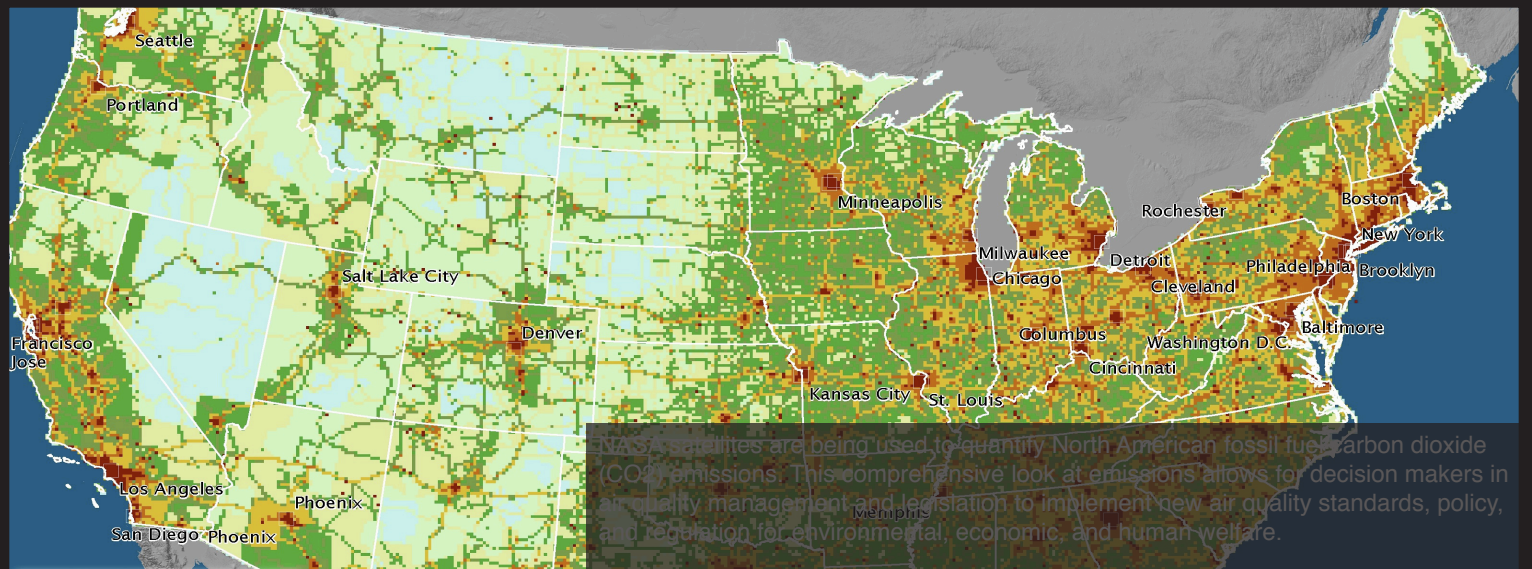 Seattle
Portland
Minneapolis
Rochester
Boston
New York
Milwaukee
Detroit
Philadelphia
Brooklyn
Salt Lake City
Chicago
Cleveland
Denver
Columbus
Baltimore
Francisco
Jose
Washington D.C.
Cincinnati
Kansas City
St. Louis
satellites are being used to quantify North American fossil fuel carbon dioxide
emissions. This comprehensive look at emissions allows for decision makers in
air quality management and legislation to implement new air quality standards, policy,
and regulation for environmental, economic, and human welfare.
Los Angeles
Phoenix
Memphis
San Diego
Phoenix